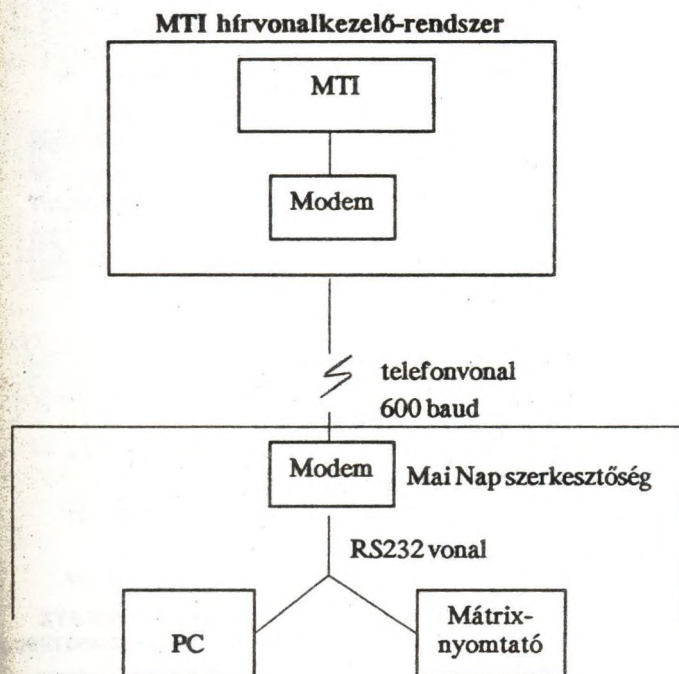 MTI hírvonalkezelő-rendszer
MTI
Modem
telefonvonal
600 baud
Modem
Mai Nap szerkesztőség
RS232 vonal
PC
Mátrix-
nyomtató